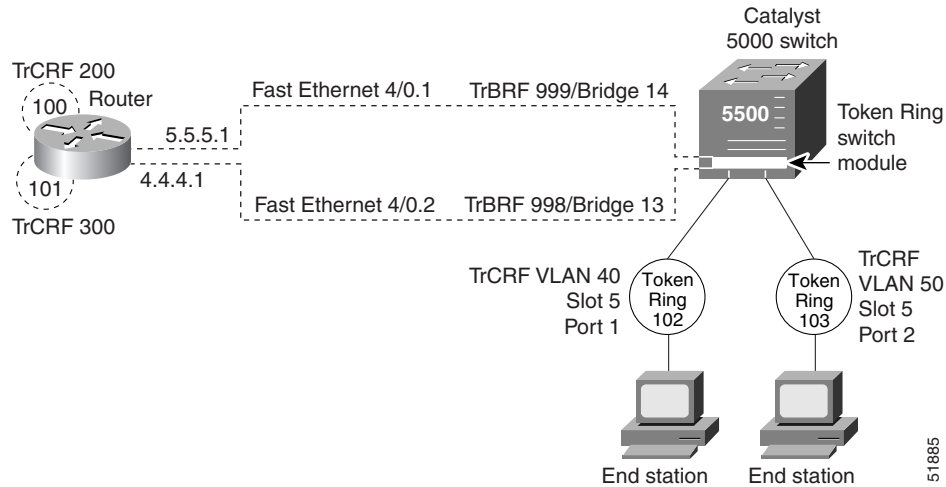 Catalyst
5000 switch
TrCRF 200
100
Router
Fast Ethernet 4/0.1
TrBRF 999/Bridge 14
5500
Token Ring
switch
module
5.5.5.1
4.4.4.1
101
TrCRF 300
Fast Ethernet 4/0.2
TrBRF 998/Bridge 13
TrCRF VLAN 40
Slot 5
Port 1
Token
Ring
102
Token
Ring
103
TrCRF
VLAN 50
Slot 5
Port 2
End station
End station
51885